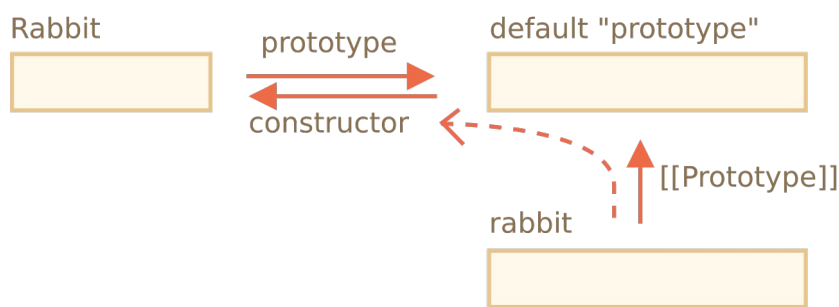 Rabbit
prototype
default "prototype"
constructor
[[Prototype]]
rabbit